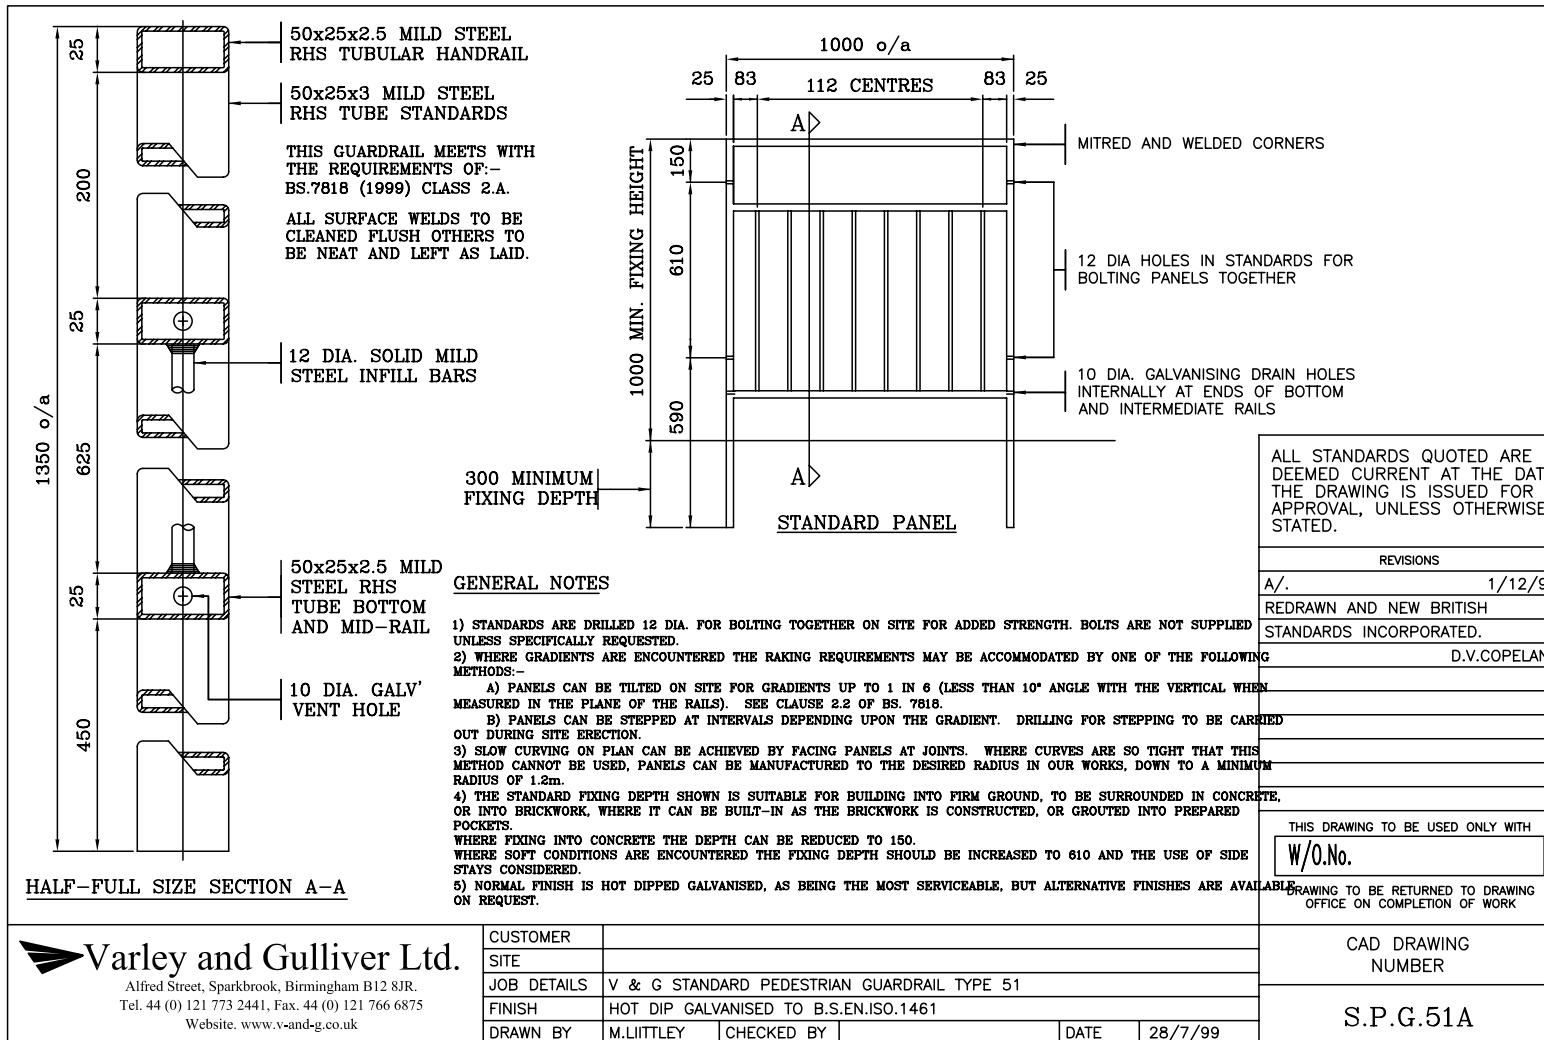 50x25x2.5 MILD STEEL
RHS TUBULAR HANDRAIL
50x25x3 MILD STEEL
RHS TUBE STANDARDS
THIS GUARDRAIL MEETS WITH
THE REQUIREMENTS OF:-
BS.7818 (1999) CLASS 2.A.
ALL SURFACE WELDS TO BE
CLEANED FLUSH OTHERS TO
BE NEAT AND LEFT AS LAID.
12 DIA. SOLID MILD
STEEL INFILL BARS
50x25x2.5 MILD
STEEL RHS
TUBE BOTTOM
AND MID-RAIL
10 DIA. GALV'
VENT HOLE
1350 o/a
25
200
25
625
25
450
HALF-FULL SIZE SECTION A-A
1000 o/a
25
83
112 CENTRES
83
25
A
1000 MIN. FIXING HEIGHT
150
610
590
300 MINIMUM
FIXING DEPTH
A
STANDARD PANEL
MITRED AND WELDED CORNERS
12 DIA HOLES IN STANDARDS FOR
BOLTING PANELS TOGETHER
10 DIA. GALVANISING DRAIN HOLES
INTERNALLY AT ENDS OF BOTTOM
AND INTERMEDIATE RAILS
GENERAL NOTES
1) STANDARDS ARE DRILLED 12 DIA. FOR BOLTING TOGETHER ON SITE FOR ADDED STRENGTH. BOLTS ARE NOT SUPPLIED
UNLESS SPECIFICALLY REQUESTED.
2) WHERE GRADIENTS ARE ENCOUNTERED THE RAKING REQUIREMENTS MAY BE ACCOMMODATED BY ONE OF THE FOLLOWING
METHODS:-
A) PANELS CAN BE TILTED ON SITE FOR GRADIENTS UP TO 1 IN 6 (LESS THAN 10° ANGLE WITH THE VERTICAL WHEN
MEASURED IN THE PLANE OF THE RAILS). SEE CLAUSE 2.2 OF BS. 7818.
B) PANELS CAN BE STEPPED AT INTERVALS DEPENDING UPON THE GRADIENT. DRILLING FOR STEPPING TO BE CARRIED
OUT DURING SITE ERECTION.
3) SLOW CURVING ON PLAN CAN BE ACHIEVED BY FACING PANELS AT JOINTS. WHERE CURVES ARE SO TIGHT THAT THIS
METHOD CANNOT BE USED, PANELS CAN BE MANUFACTURED TO THE DESIRED RADIUS IN OUR WORKS, DOWN TO A MINIMUM
RADIUS OF 1.2m.
4) THE STANDARD FIXING DEPTH SHOWN IS SUITABLE FOR BUILDING INTO FIRM GROUND, TO BE SURROUNDED IN CONCRETE,
OR INTO BRICKWORK, WHERE IT CAN BE BUILT-IN AS THE BRICKWORK IS CONSTRUCTED, OR GROUTED INTO PREPARED
POCKETS.
WHERE FIXING INTO CONCRETE THE DEPTH CAN BE REDUCED TO 150.
WHERE SOFT CONDITIONS ARE ENCOUNTERED THE FIXING DEPTH SHOULD BE INCREASED TO 610 AND THE USE OF SIDE
STAYS CONSIDERED.
5) NORMAL FINISH IS HOT DIPPED GALVANISED, AS BEING THE MOST SERVICEABLE, BUT ALTERNATIVE FINISHES ARE AVAILABLE
ON REQUEST.
ALL STANDARDS QUOTED ARE
DEEMED CURRENT AT THE DAT
THE DRAWING IS ISSUED FOR
APPROVAL, UNLESS OTHERWISE
STATED.
REVISIONS
A/. 1/12/9
REDRAWN AND NEW BRITISH
STANDARDS INCORPORATED.
D.V.COPELAN
THIS DRAWING TO BE USED ONLY WITH
W/O.No.
DRAWING TO BE RETURNED TO DRAWING
OFFICE ON COMPLETION OF WORK
CAD DRAWING
NUMBER
S.P.G.51A
Varley and Gulliver Ltd.
Alfred Street, Sparkbrook, Birmingham B12 8JR.
Tel. 44 (0) 121 773 2441, Fax. 44 (0) 121 766 6875
Website. www.v-and-g.co.uk
CUSTOMER
SITE
JOB DETAILS V & G STANDARD PEDESTRIAN GUARDRAIL TYPE 51
FINISH HOT DIP GALVANISED TO B.S.EN.ISO.1461
DRAWN BY M.LIITTLEY CHECKED BY DATE 28/7/99